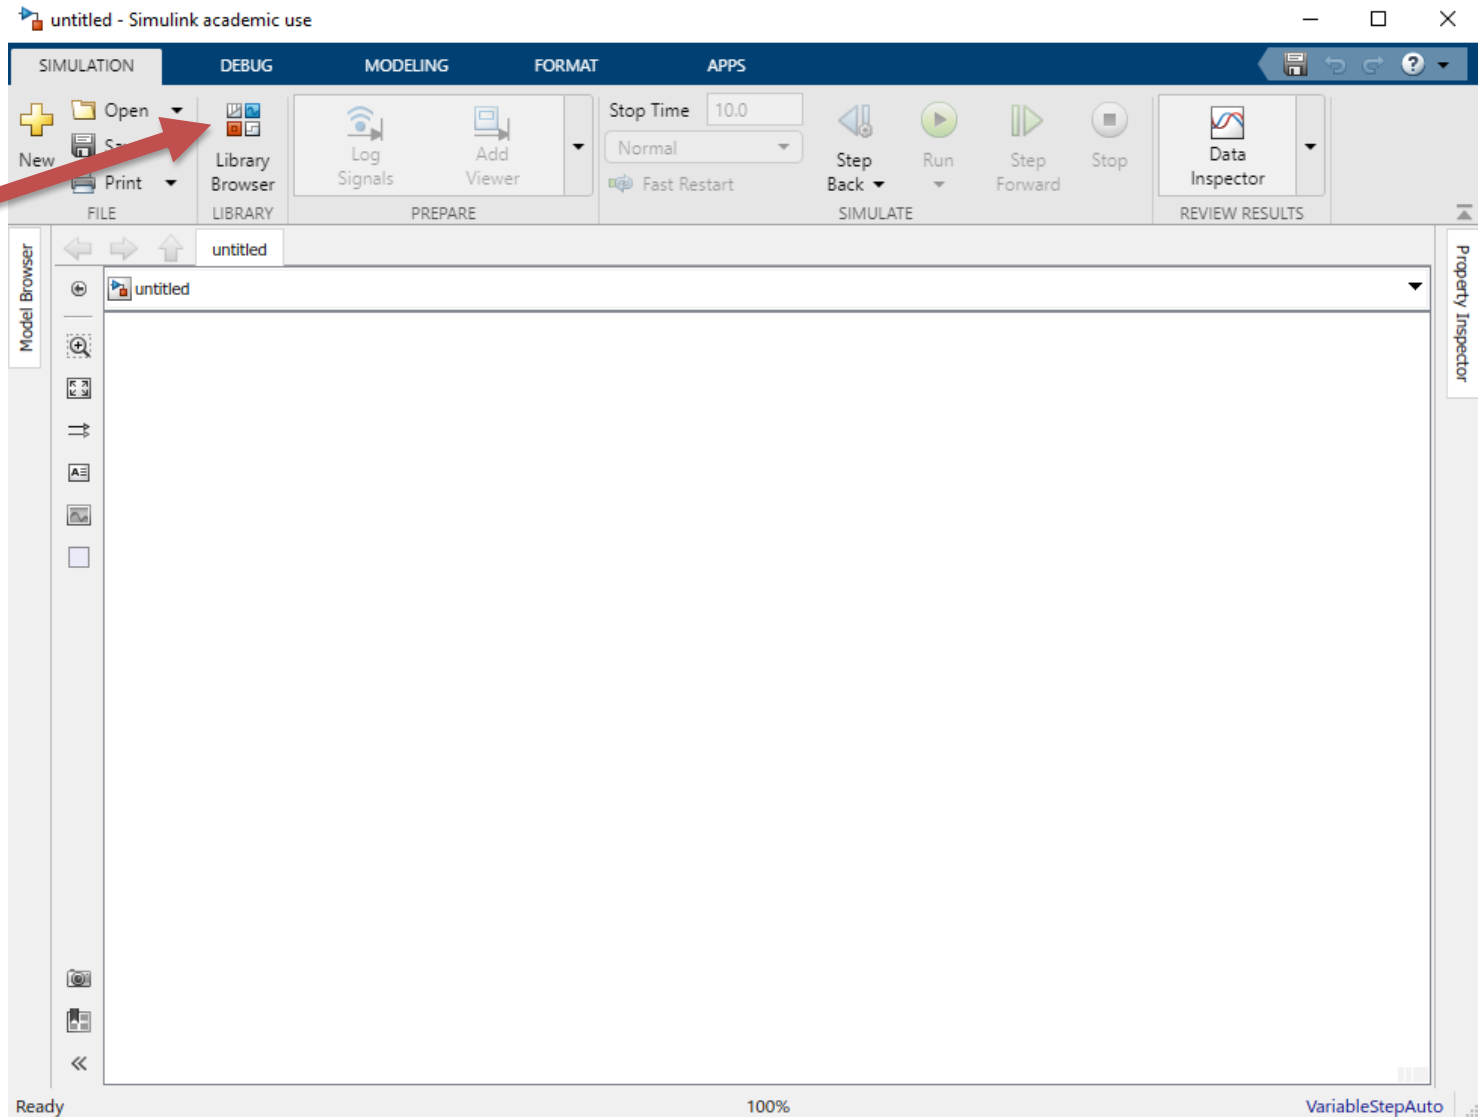 untitled - Simulink academic use
SIMULATION DEBUG MODELING FORMAT APPS
New
Open
Print
FILE
Library
Browser
LIBRARY
Log
Signals
Add
Viewer
PREPARE
Stop Time 10.0
Normal
Fast Restart
Step
Back
Run
Step
Forward
Stop
SIMULATE
Data
Inspector
REVIEW RESULTS
Model Browser
untitled
untitled
Property Inspector
Ready 100% VariableStepAuto